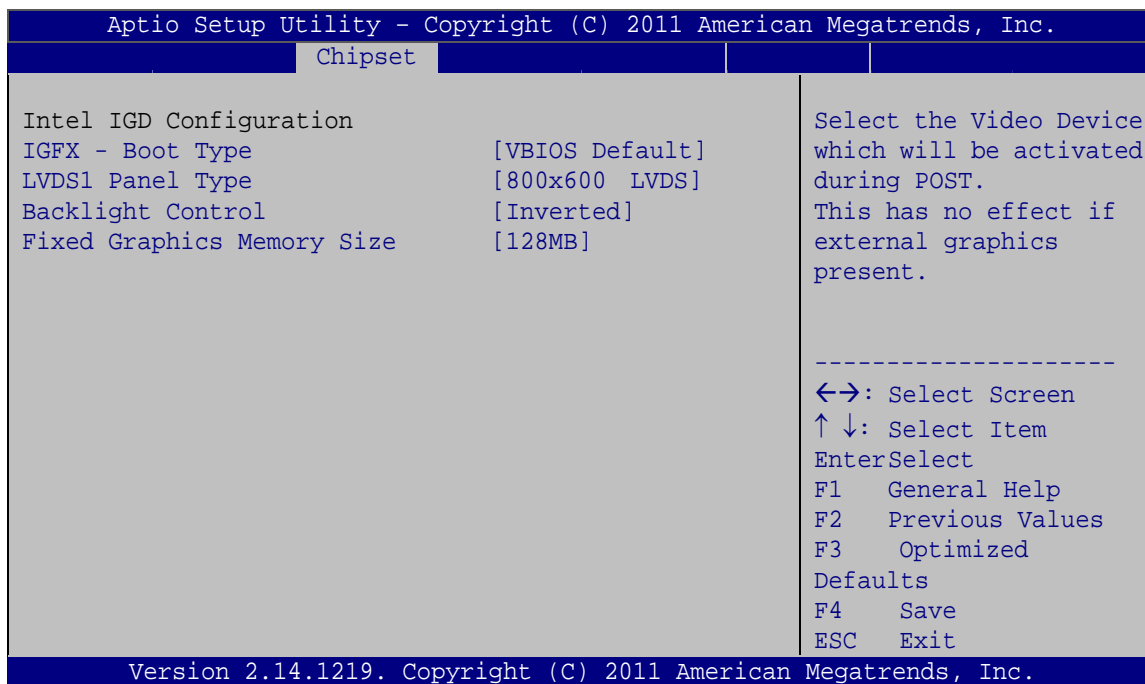 Aptio Setup Utility – Copyright (C) 2011 American Megatrends, Inc.
Chipset
Intel IGD Configuration
IGFX - Boot Type [VBIOS Default]
LVDS1 Panel Type [800x600 LVDS]
Backlight Control [Inverted]
Fixed Graphics Memory Size [128MB]
Select the Video Device
which will be activated
during POST.
This has no effect if
external graphics
present.
---------------------
←→: Select Screen
↑ ↓: Select Item
EnterSelect
F1 General Help
F2 Previous Values
F3 Optimized
Defaults
F4 Save
ESC Exit
Version 2.14.1219. Copyright (C) 2011 American Megatrends, Inc.